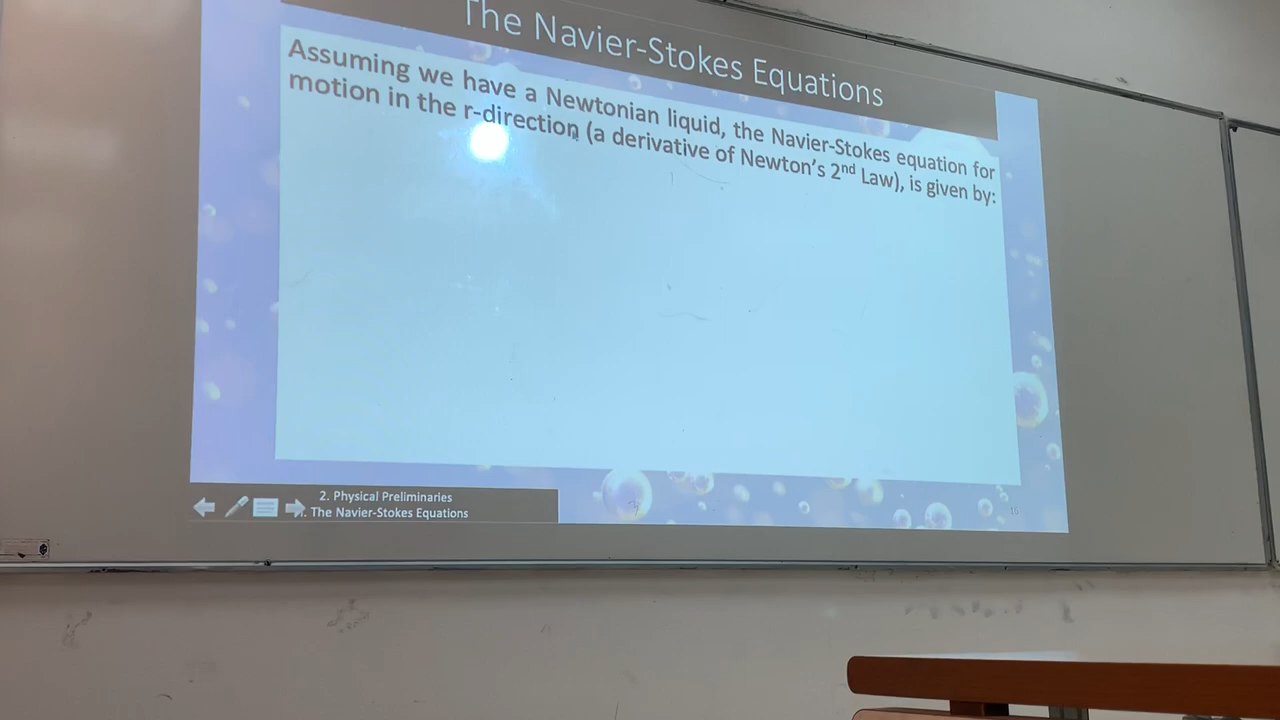 The Navier-Stokes Equations
Assuming we have a Newtonian liquid, the Navier-Stokes equation for
motion in the r-direction (a derivative of Newton's 2nd Law), is given by:
2. Physical Preliminaries
The Navier-Stokes Equations
16